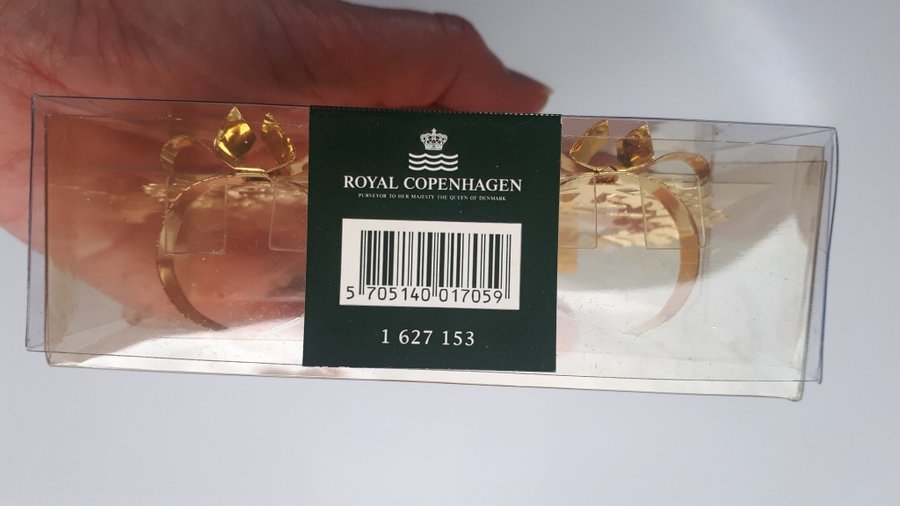 ROYAL COPENHAGEN
PURVEYOR TO HER MAJESTY THE QUEEN OF DENMARK
5 705140 017059
1 627 153